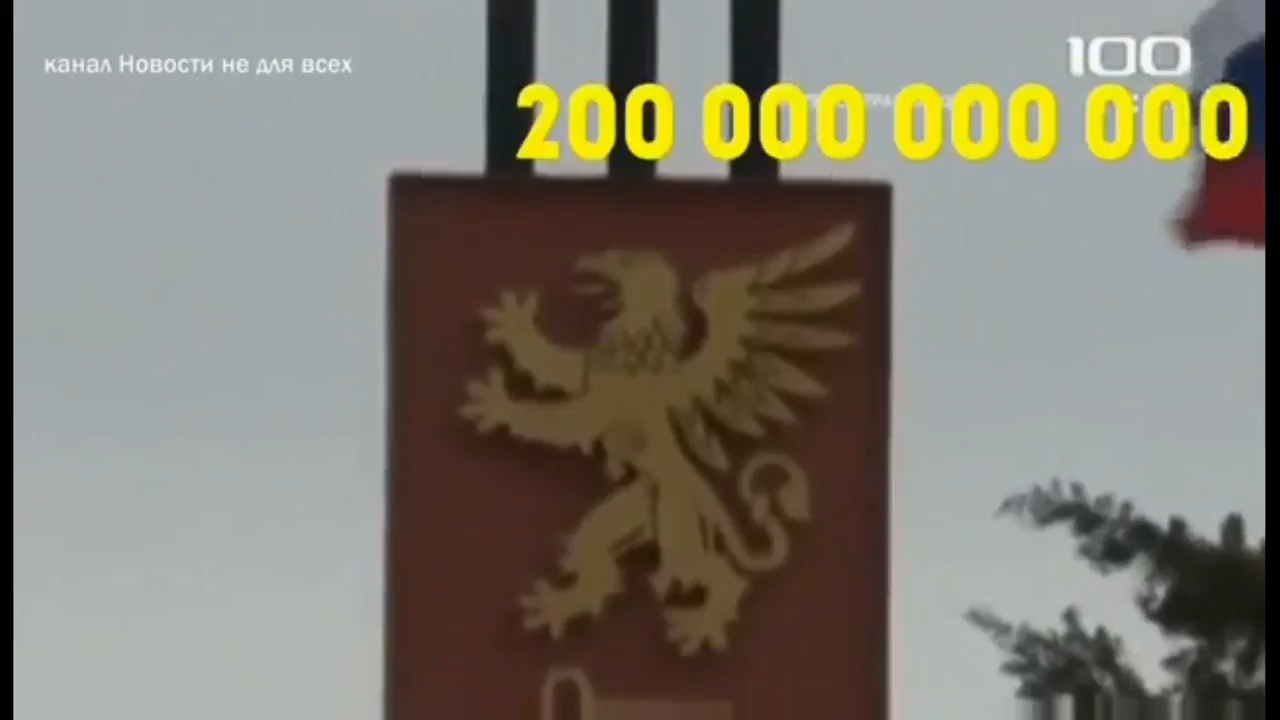 канал Новости не для всех
100
200 000 000 000